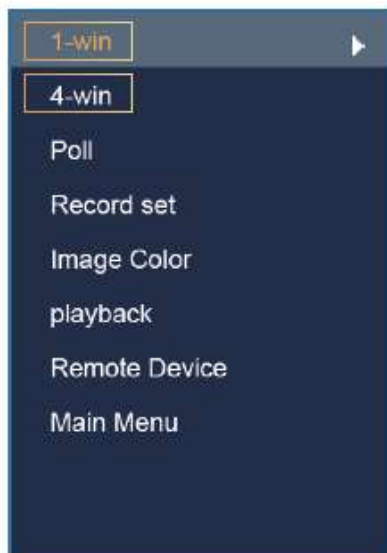 1-win
4-win
Poll
Record set
Image Color
playback
Remote Device
Main Menu